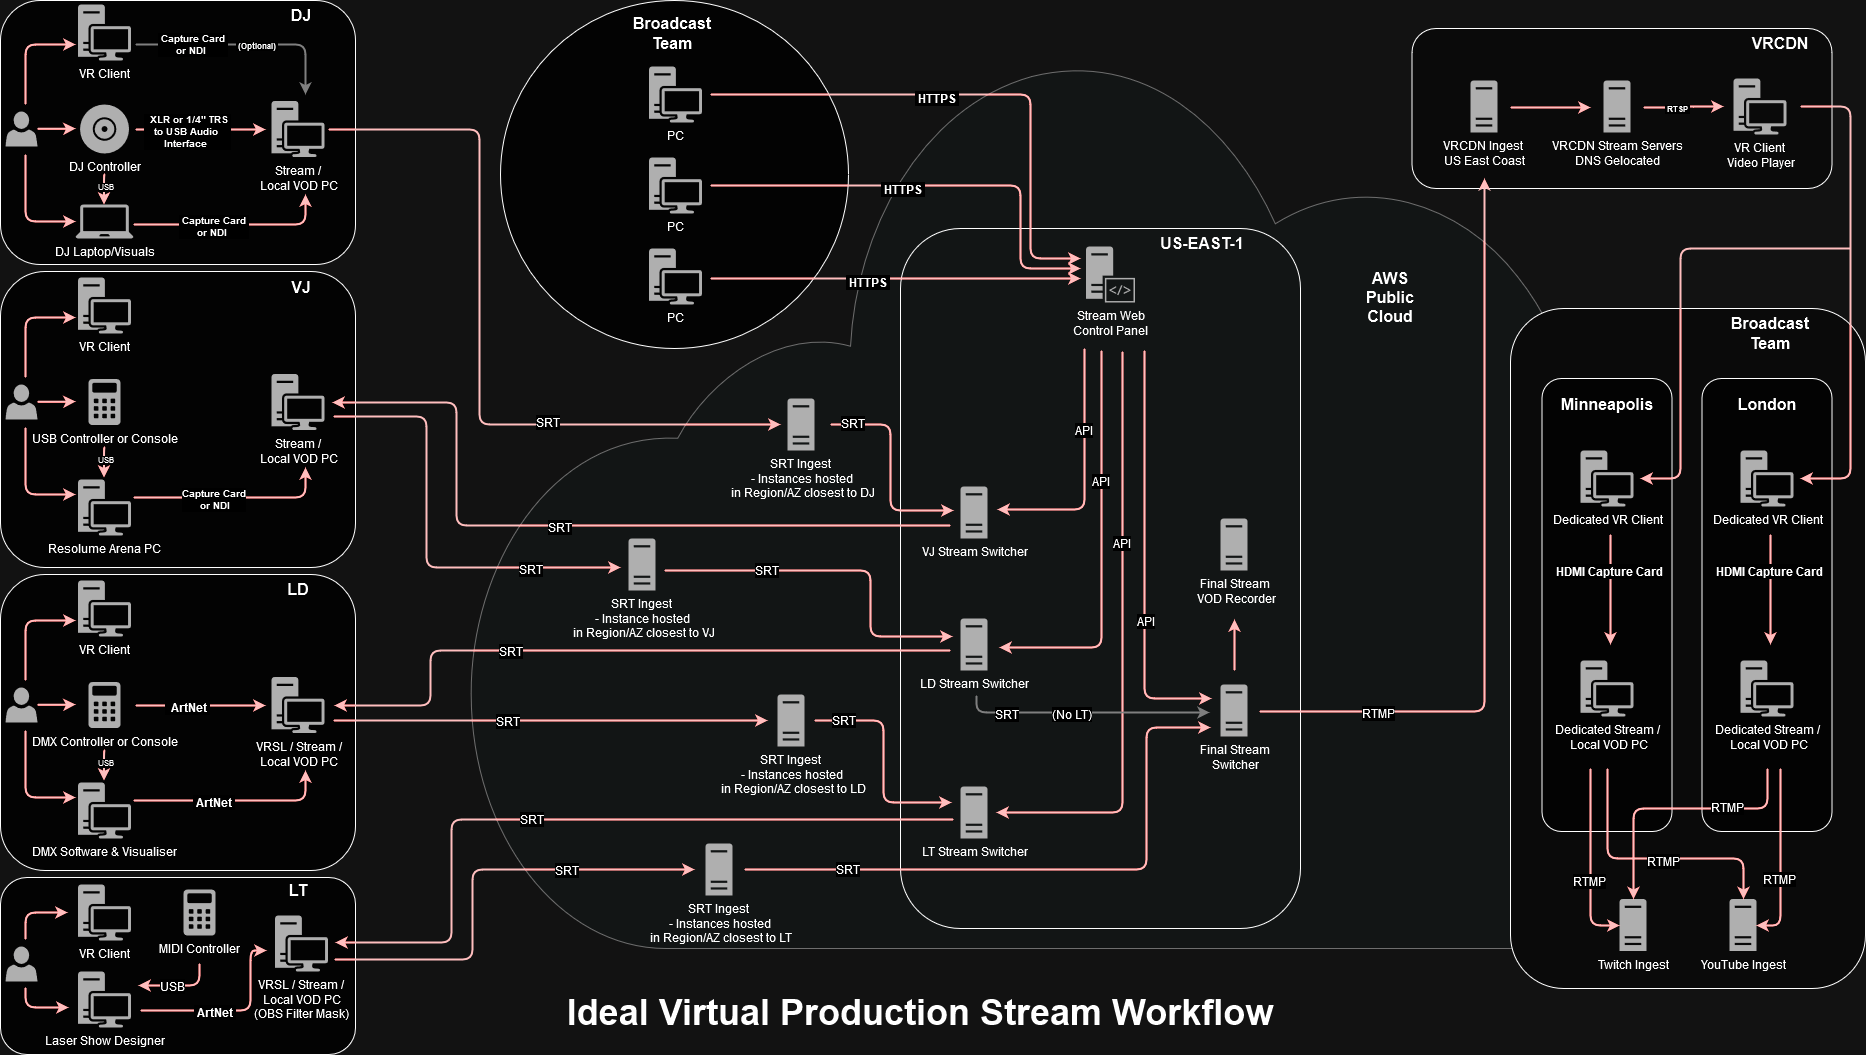 DJ
VR Client
Capture Card
or NDI
(Optional)
DJ Controller
XLR or 1/4" TRS
to USB Audio
Interface
USB
DJ Laptop/Visuals
Capture Card
or NDI
Stream /
Local VOD PC
VJ
VR Client
USB Controller or Console
USB
Resolume Arena PC
Capture Card
or NDI
Stream /
Local VOD PC
LD
VR Client
DMX Controller or Console
ArtNet
USB
DMX Software & Visualiser
ArtNet
VRSL / Stream /
Local VOD PC
LT
VR Client
MIDI Controller
USB
Laser Show Designer
ArtNet
VRSL / Stream /
Local VOD PC
(OBS Filter Mask)
Broadcast
Team
PC
PC
PC
HTTPS
HTTPS
HTTPS
US-EAST-1
Stream Web
Control Panel
AWS
Public
Cloud
API
API
API
API
SRT
SRT Ingest
- Instances hosted
in Region/AZ closest to DJ
SRT
VJ Stream Switcher
SRT
SRT
SRT Ingest
- Instance hosted
in Region/AZ closest to VJ
SRT
LD Stream Switcher
SRT
SRT
(No LT)
SRT
SRT Ingest
- Instances hosted
in Region/AZ closest to LD
SRT
LT Stream Switcher
SRT
SRT
SRT Ingest
- Instances hosted
in Region/AZ closest to LT
SRT
Final Stream
VOD Recorder
Final Stream
Switcher
RTMP
VRCDN
VRCDN Ingest
US East Coast
VRCDN Stream Servers
DNS Gelocated
RTSP
VR Client
Video Player
Broadcast
Team
Minneapolis
Dedicated VR Client
HDMI Capture Card
Dedicated Stream /
Local VOD PC
London
Dedicated VR Client
HDMI Capture Card
Dedicated Stream /
Local VOD PC
RTMP
RTMP
RTMP
RTMP
Twitch Ingest
YouTube Ingest
Ideal Virtual Production Stream Workflow